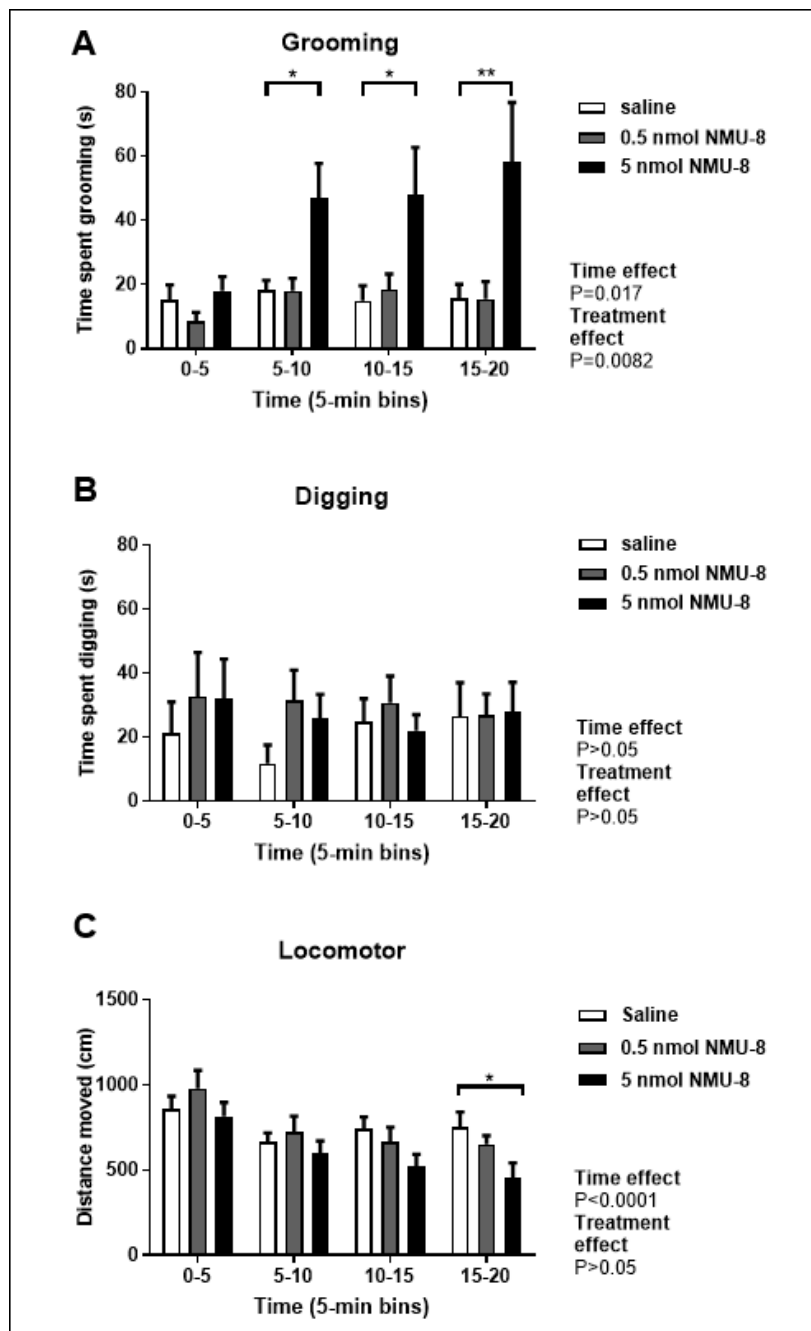 A
Grooming
* * **
80
60
40
20
0
Time spent grooming (s)
0-5 5-10 10-15 15-20
Time (5-min bins)
saline
0.5 nmol NMU-8
5 nmol NMU-8
Time effect
P=0.017
Treatment
effect
P=0.0082
B
Digging
80
60
40
20
0
Time spent digging (s)
0-5 5-10 10-15 15-20
Time (5-min bins)
saline
0.5 nmol NMU-8
5 nmol NMU-8
Time effect
P>0.05
Treatment
effect
P>0.05
C
Locomotor
*
1500
1000
500
0
Distance moved (cm)
0-5 5-10 10-15 15-20
Time (5-min bins)
Saline
0.5 nmol NMU-8
5 nmol NMU-8
Time effect
P<0.0001
Treatment
effect
P>0.05